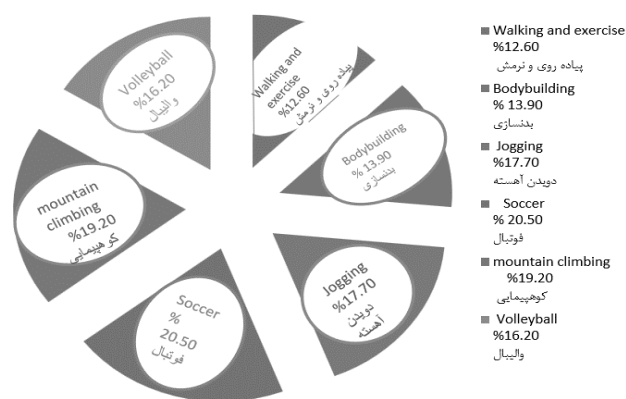 Walking and
exercise
%12.60
پیاده روی و نرمش
Bodybuilding
% 13.90
بدنسازی
Jogging
%17.70
دویدن
آهسته
Soccer
%
20.50
فوتبال
mountain
climbing
%19.20
کوهپیمایی
Volleyball
%16.20
والیبال
Walking and exercise
%12.60
پیاده روی و نرمش
Bodybuilding
% 13.90
بدنسازی
Jogging
%17.70
دویدن آهسته
Soccer
% 20.50
فوتبال
mountain climbing
%19.20
کوهپیمایی
Volleyball
%16.20
والیبال